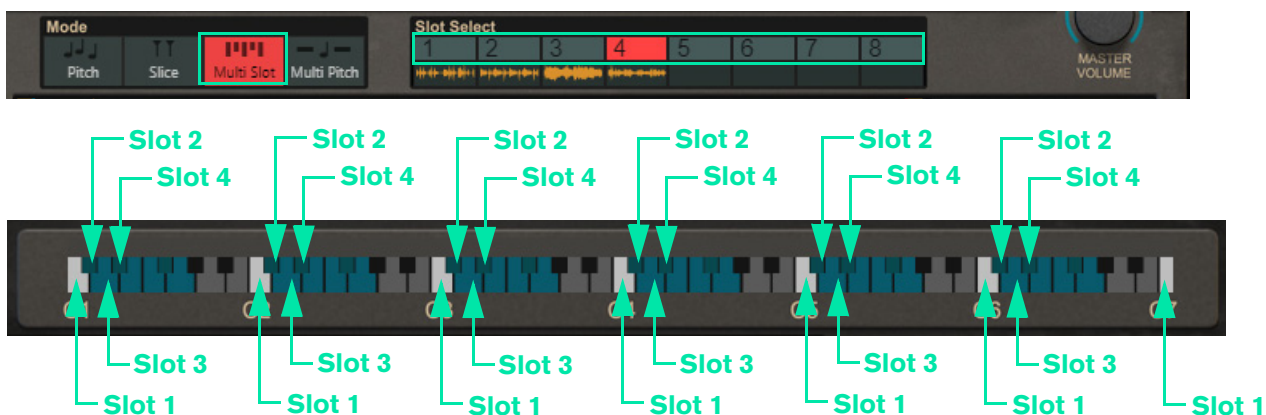 Mode
Slot Select
1 2 3 4 5 6 7 8
Pitch Slice Multi Slot Multi Pitch
MASTER
VOLUME
Slot 2 Slot 2 Slot 2 Slot 2 Slot 2 Slot 2
Slot 4 Slot 4 Slot 4 Slot 4 Slot 4 Slot 4
C1 C2 C3 C4 C5 C6 C7
Slot 3 Slot 3 Slot 3 Slot 3 Slot 3 Slot 3
Slot 1 Slot 1 Slot 1 Slot 1 Slot 1 Slot 1 Slot 1